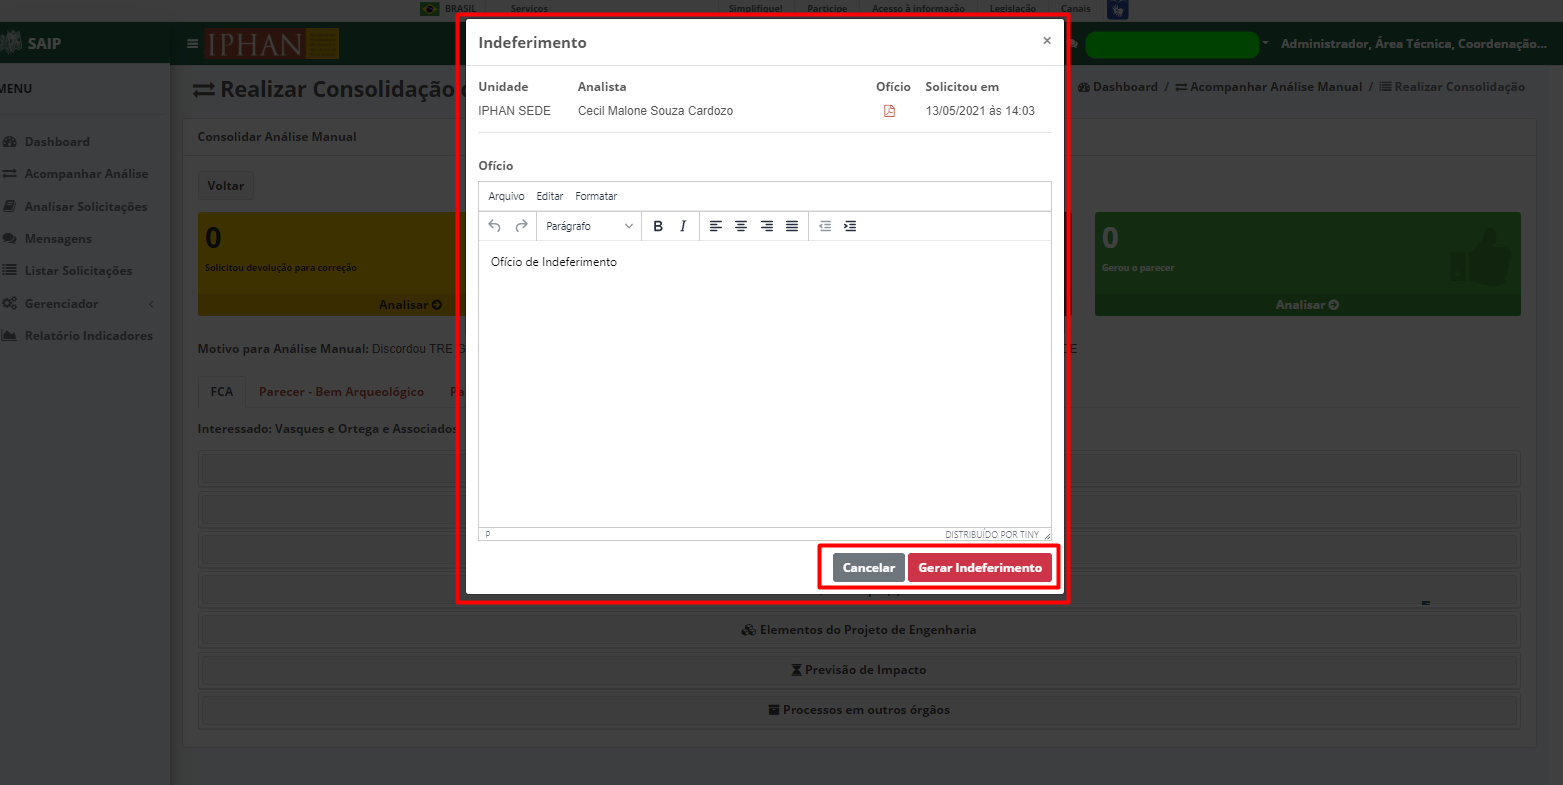 BRASIL Serviços Simplifique! Participe Acesso à informação Legislação Canais
SAIP
IPHAN
Administrador, Área Técnica, Coordenação...
MENU
Dashboard
Acompanhar Análise
Analisar Solicitações
Mensagens
Listar Solicitações
Gerenciador
Relatório Indicadores
Realizar Consolidação
Dashboard / Acompanhar Análise Manual / Realizar Consolidação
Consolidar Análise Manual
Voltar
0
Solicitou devolução para correção
Analisar
0
Gerou o parecer
Analisar
Motivo para Análise Manual: Discordou TRE
FCA Parecer - Bem Arqueológico
Interessado: Vasques e Ortega e Associados
Elementos do Projeto de Engenharia
Previsão de Impacto
Processos em outros órgãos
Indeferimento ×
Unidade Analista Ofício Solicitou em
IPHAN SEDE Cecil Malone Souza Cardozo 13/05/2021 às 14:03
Ofício
Arquivo Editar Formatar
Parágrafo B I
Ofício de Indeferimento
P DISTRIBUÍDO POR TINY
Cancelar Gerar Indeferimento